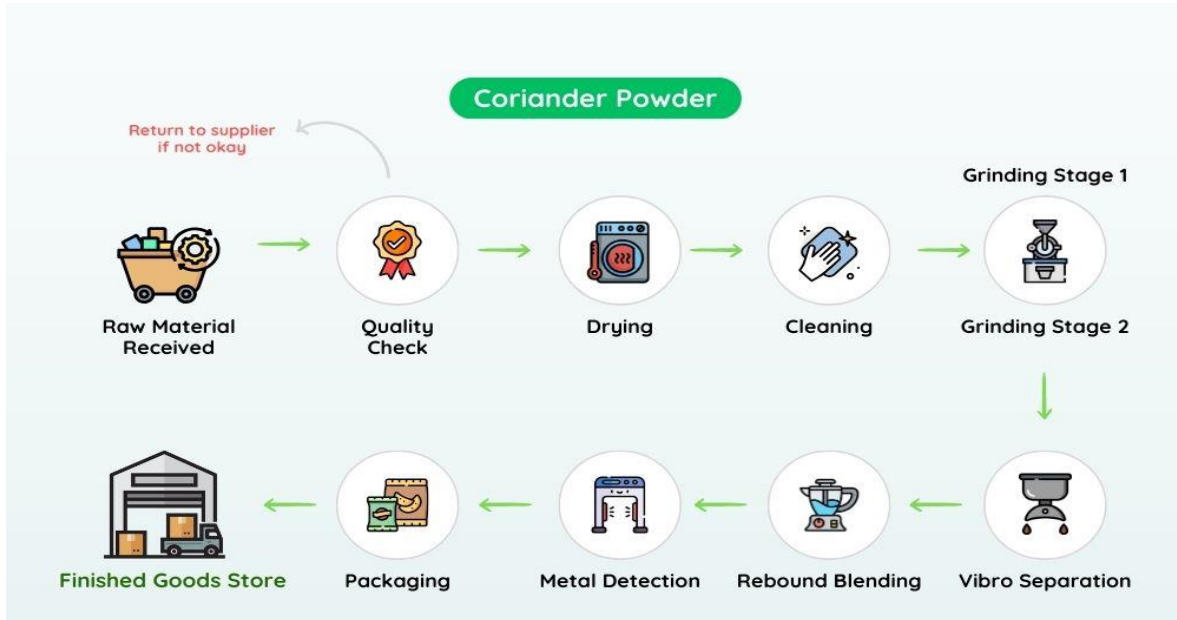 Coriander Powder
Return to supplier
if not okay
Grinding Stage 1
Raw Material
Received
Quality
Check
Drying
Cleaning
Grinding Stage 2
Finished Goods Store
Packaging
Metal Detection
Rebound Blending
Vibro Separation